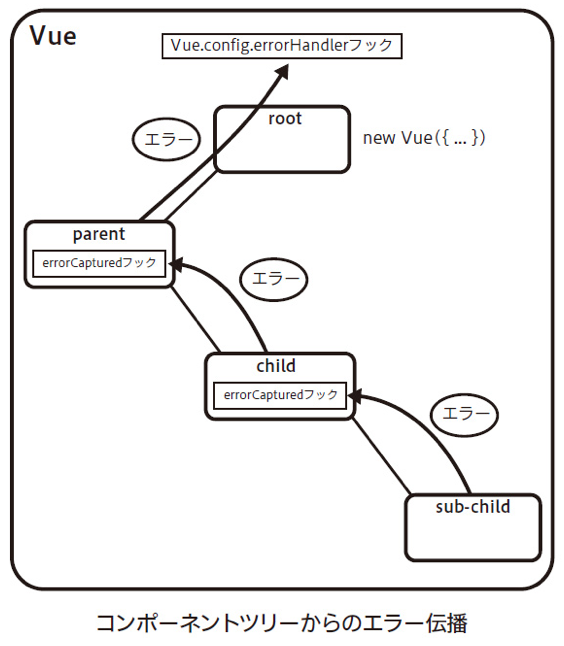 Vue
Vue.config.errorHandlerフック
エラー
root
new Vue({ ... })
parent
errorCapturedフック
エラー
child
errorCapturedフック
エラー
sub-child
コンポーネントツリーからのエラー伝播